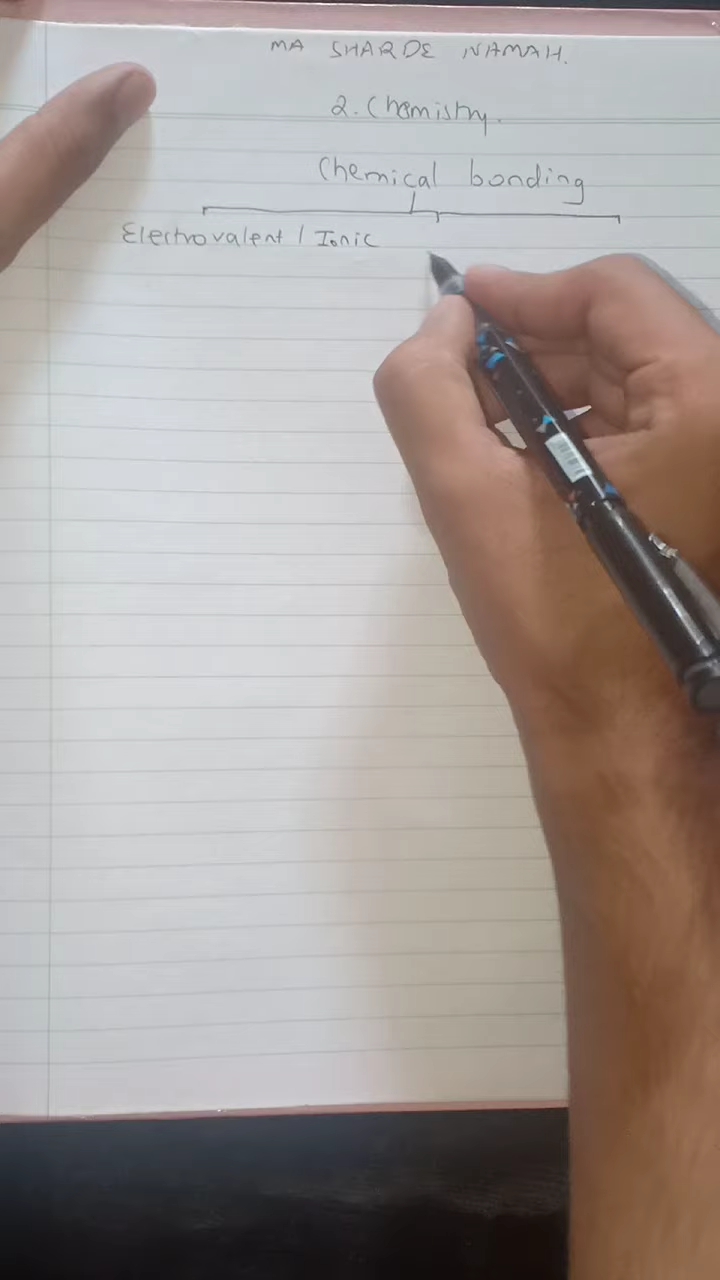 MA SHARDE NAMAH.
2. Chemistry.
Chemical bonding
Electrovalent / Ionic